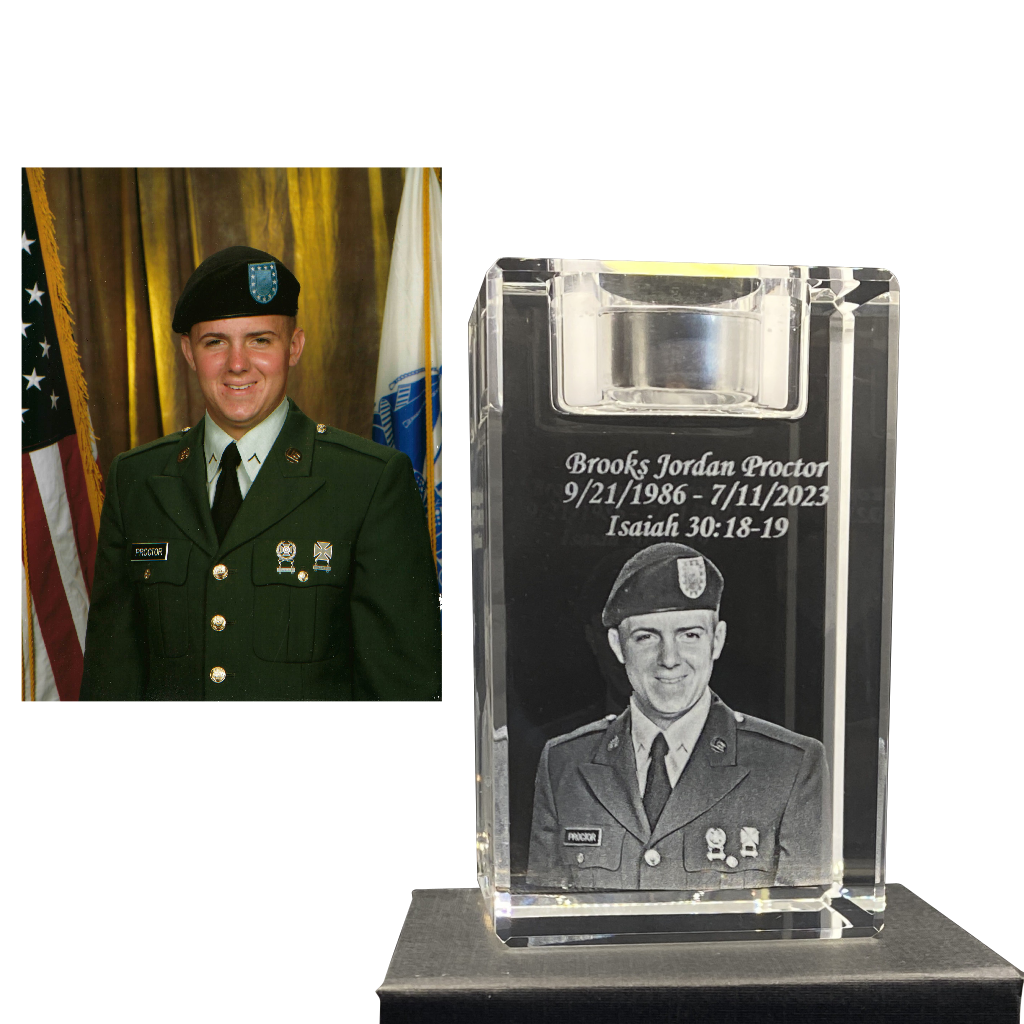 PROCTOR
Brooks Jordan Proctor
9/21/1986 - 7/11/2023
Isaiah 30:18-19
PROCTOR